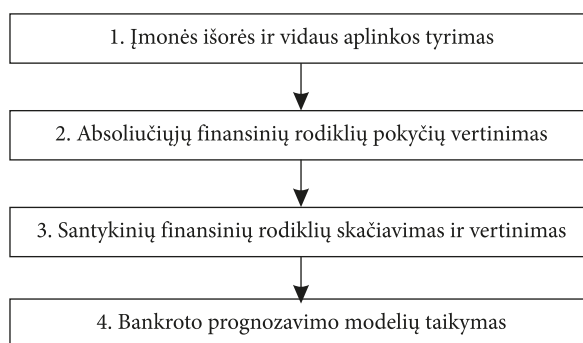 1. Įmonės išorės ir vidaus aplinkos tyrimas
2. Absoliučiųjų finansinių rodiklių pokyčių vertinimas
3. Santykinių finansinių rodiklių skačiavimas ir vertinimas
4. Bankroto prognozavimo modelių taikymas